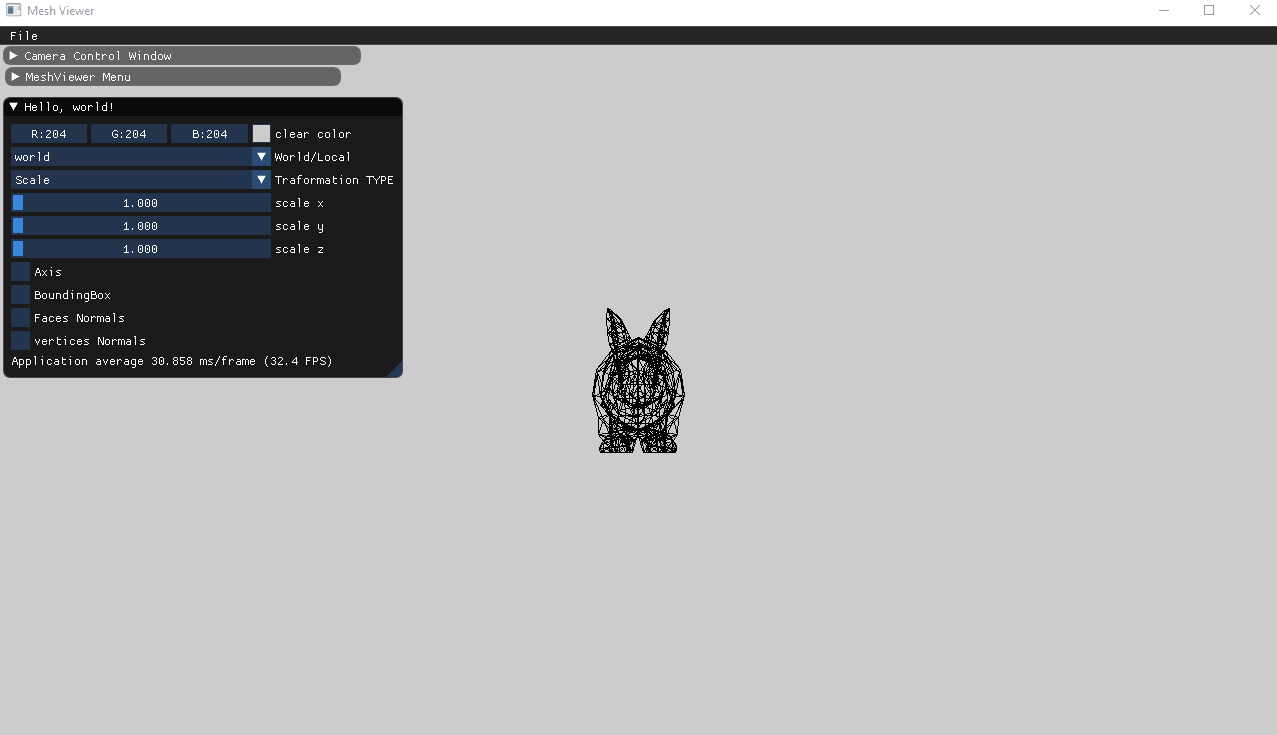 Mesh Viewer
File
Camera Control Window
MeshViewer Menu
Hello, world!
R:204 G:204 B:204 clear color
world World/Local
Scale Traformation TYPE
1.000 scale x
1.000 scale y
1.000 scale z
Axis
BoundingBox
Faces Normals
vertices Normals
Application average 30.858 ms/frame (32.4 FPS)